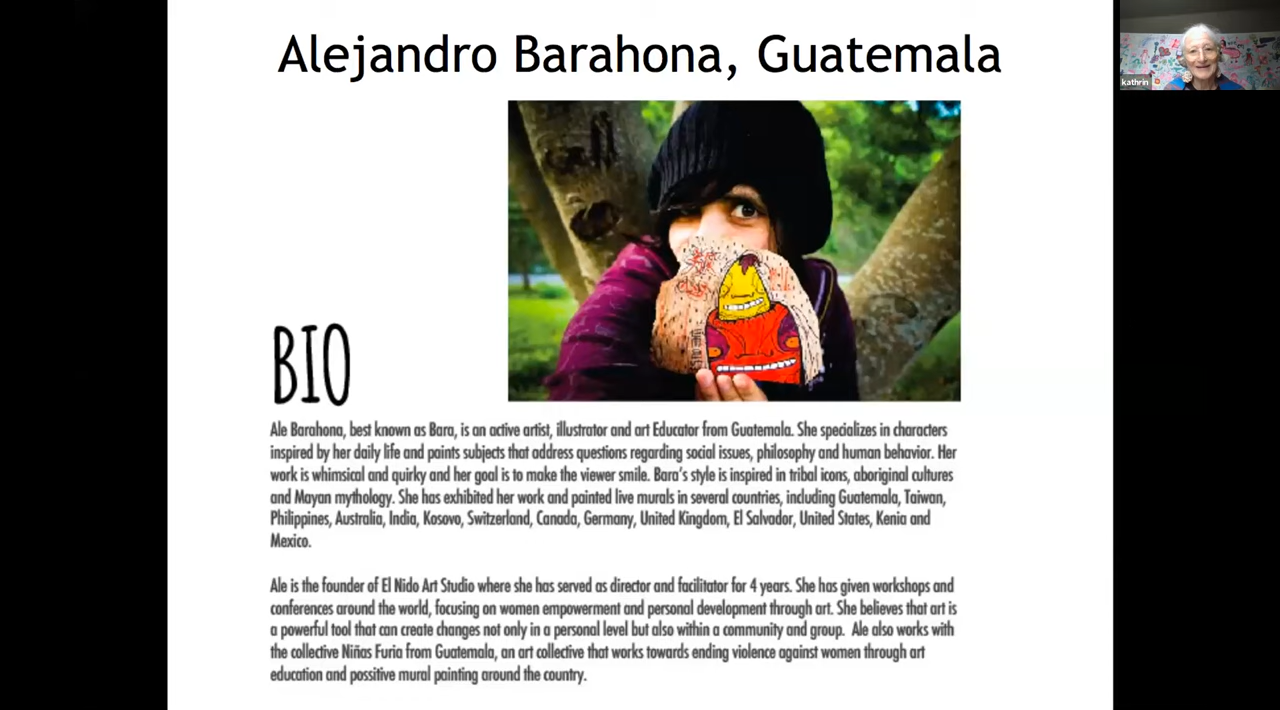 Alejandro Barahona, Guatemala
kathrin
BIO
Ale Barahona, best known as Bara, is an active artist, illustrator and art Educator from Guatemala. She specializes in characters
inspired by her daily life and paints subjects that address questions regarding social issues, philosophy and human behavior. Her
work is whimsical and quirky and her goal is to make the viewer smile. Bara's style is inspired in tribal icons, aboriginal cultures
and Mayan mythology. She has exhibited her work and painted live murals in several countries, including Guatemala, Taiwan,
Philippines, Australia, India, Kosovo, Switzerland, Canada, Germany, United Kingdom, El Salvador, United States, Kenia and
Mexico.
Ale is the founder of El Nido Art Studio where she has served as director and facilitator for 4 years. She has given workshops and
conferences around the world, focusing on women empowerment and personal development through art. She believes that art is
a powerful tool that can create changes not only in a personal level but also within a community and group. Ale also works with
the collective Niñas Furia from Guatemala, an art collective that works towards ending violence against women through art
education and possitive mural painting around the country.